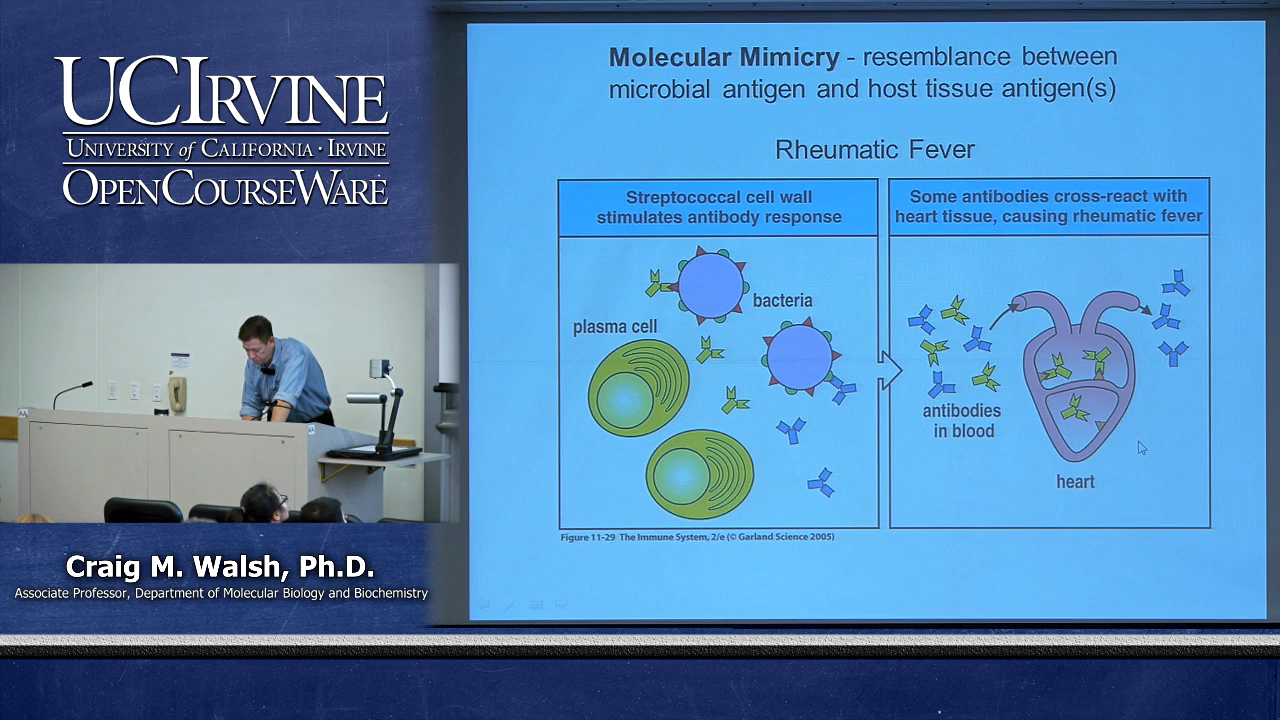 UCIRVINE
UNIVERSITY of CALIFORNIA · IRVINE
OPENCOURSEWARE
Craig M. Walsh, Ph.D.
Associate Professor, Department of Molecular Biology and Biochemistry
Molecular Mimicry - resemblance between
microbial antigen and host tissue antigen(s)
Rheumatic Fever
Streptococcal cell wall
stimulates antibody response
bacteria
plasma cell
Some antibodies cross-react with
heart tissue, causing rheumatic fever
antibodies
in blood
heart
Figure 11-29 The Immune System, 2/e (© Garland Science 2005)